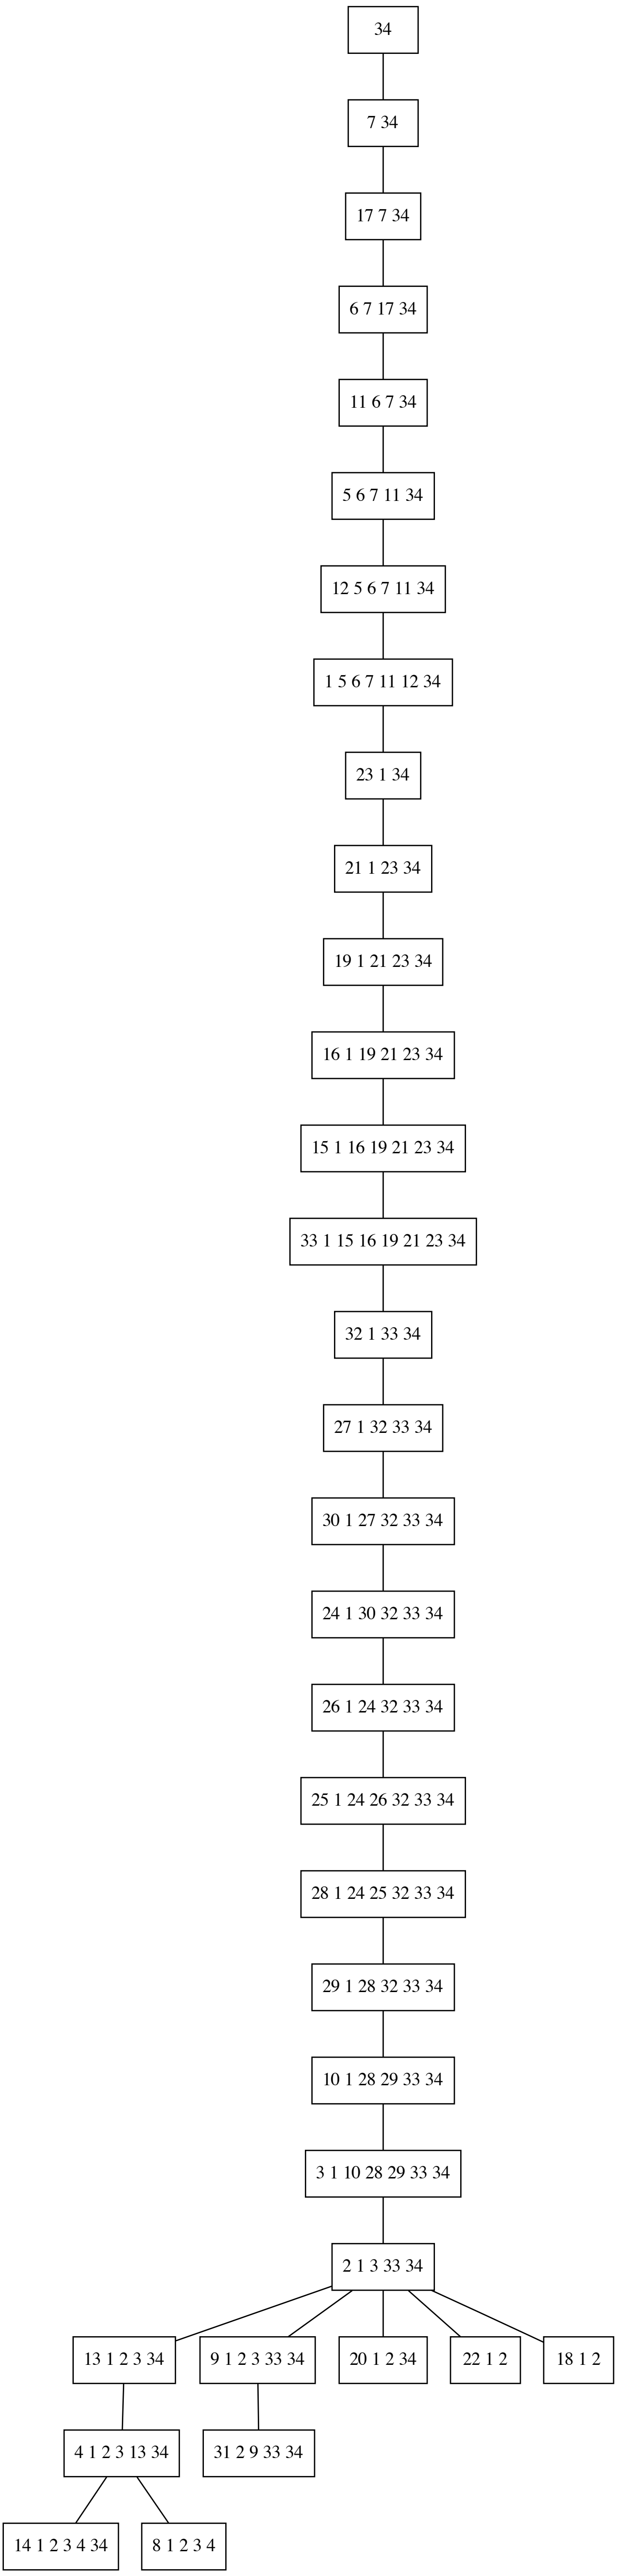 34
7 34
17 7 34
6 7 17 34
11 6 7 34
5 6 7 11 34
12 5 6 7 11 34
1 5 6 7 11 12 34
23 1 34
21 1 23 34
19 1 21 23 34
16 1 19 21 23 34
15 1 16 19 21 23 34
33 1 15 16 19 21 23 34
32 1 33 34
27 1 32 33 34
30 1 27 32 33 34
24 1 30 32 33 34
26 1 24 32 33 34
25 1 24 26 32 33 34
28 1 24 25 32 33 34
29 1 28 32 33 34
10 1 28 29 33 34
3 1 10 28 29 33 34
2 1 3 33 34
13 1 2 3 34
9 1 2 3 33 34
20 1 2 34
22 1 2
18 1 2
4 1 2 3 13 34
31 2 9 33 34
14 1 2 3 4 34
8 1 2 3 4